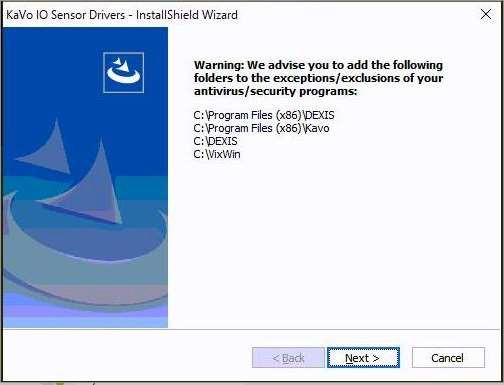 KaVo IO Sensor Drivers - InstallShield Wizard
Warning: We advise you to add the following
folders to the exceptions/exclusions of your
antivirus/security programs:
C:\Program Files (x86)\DEXIS
C:\Program Files (x86)\Kavo
C:\DEXIS
C:\VixWin
< Back
Next >
Cancel